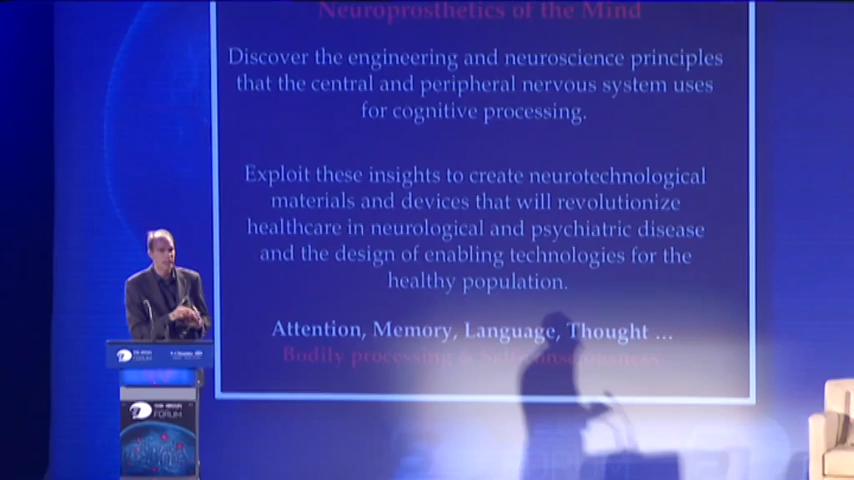 Neuroprosthetics of the Mind
Discover the engineering and neuroscience principles
that the central and peripheral nervous system uses
for cognitive processing.
Exploit these insights to create neurotechnological
materials and devices that will revolutionize
healthcare in neurological and psychiatric disease
and the design of enabling technologies for the
healthy population.
Attention, Memory, Language, Thought ...
Bodily processing & Self-consciousness
FORUM
FORUM